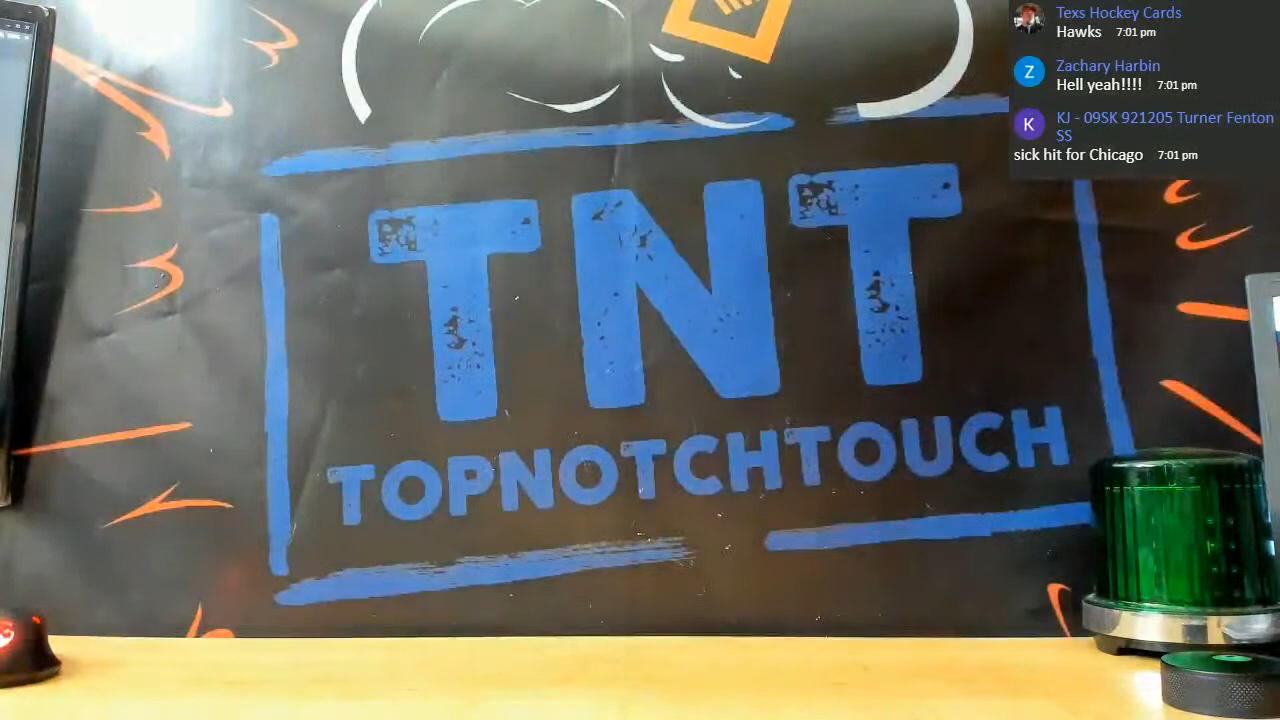 Texs Hockey Cards
Hawks 7:01 pm
Z Zachary Harbin
Hell yeah!!!! 7:01 pm
K KJ - 09SK 921205 Turner Fenton
SS
sick hit for Chicago 7:01 pm
TNT
TOPNOTCHTOUCH